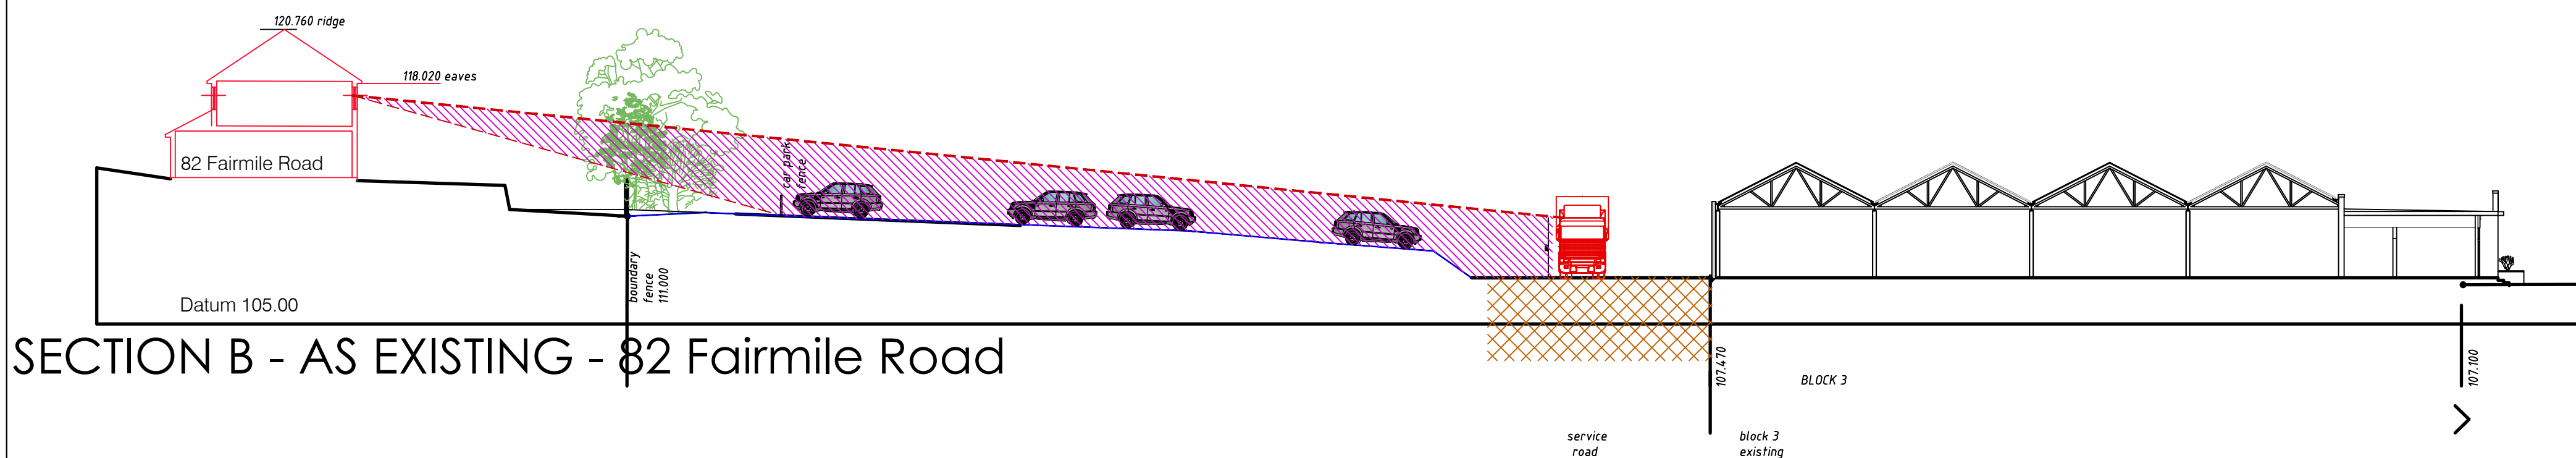 120.760 ridge
118.020 eaves
82 Fairmile Road
car park
fence
boundary
fence
111.000
Datum 105.00
SECTION B - AS EXISTING - 82 Fairmile Road
107.470
BLOCK 3
107.100
service
road
block 3
existing